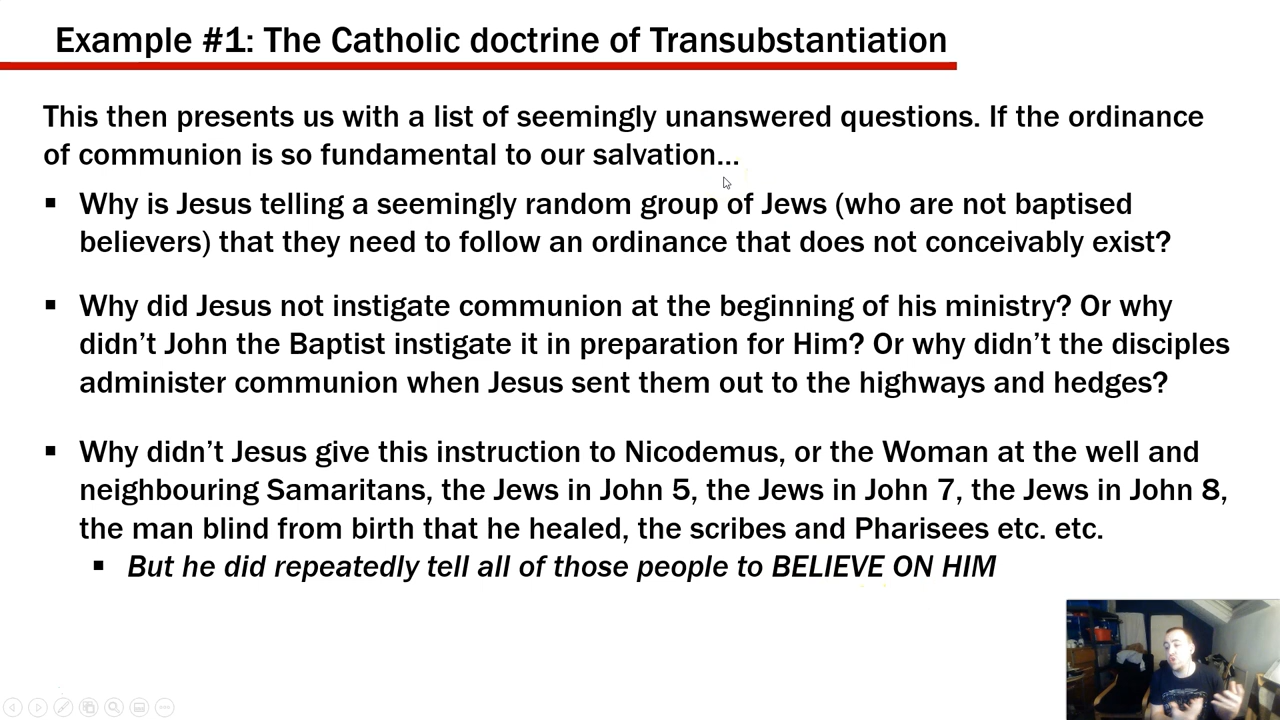 Example #1: The Catholic doctrine of Transubstantiation
This then presents us with a list of seemingly unanswered questions. If the ordinance
of communion is so fundamental to our salvation...
▪ Why is Jesus telling a seemingly random group of Jews (who are not baptised
believers) that they need to follow an ordinance that does not conceivably exist?
▪ Why did Jesus not instigate communion at the beginning of his ministry? Or why
didn't John the Baptist instigate it in preparation for Him? Or why didn't the disciples
administer communion when Jesus sent them out to the highways and hedges?
▪ Why didn't Jesus give this instruction to Nicodemus, or the Woman at the well and
neighbouring Samaritans, the Jews in John 5, the Jews in John 7, the Jews in John 8,
the man blind from birth that he healed, the scribes and Pharisees etc. etc.
▪ But he did repeatedly tell all of those people to BELIEVE ON HIM